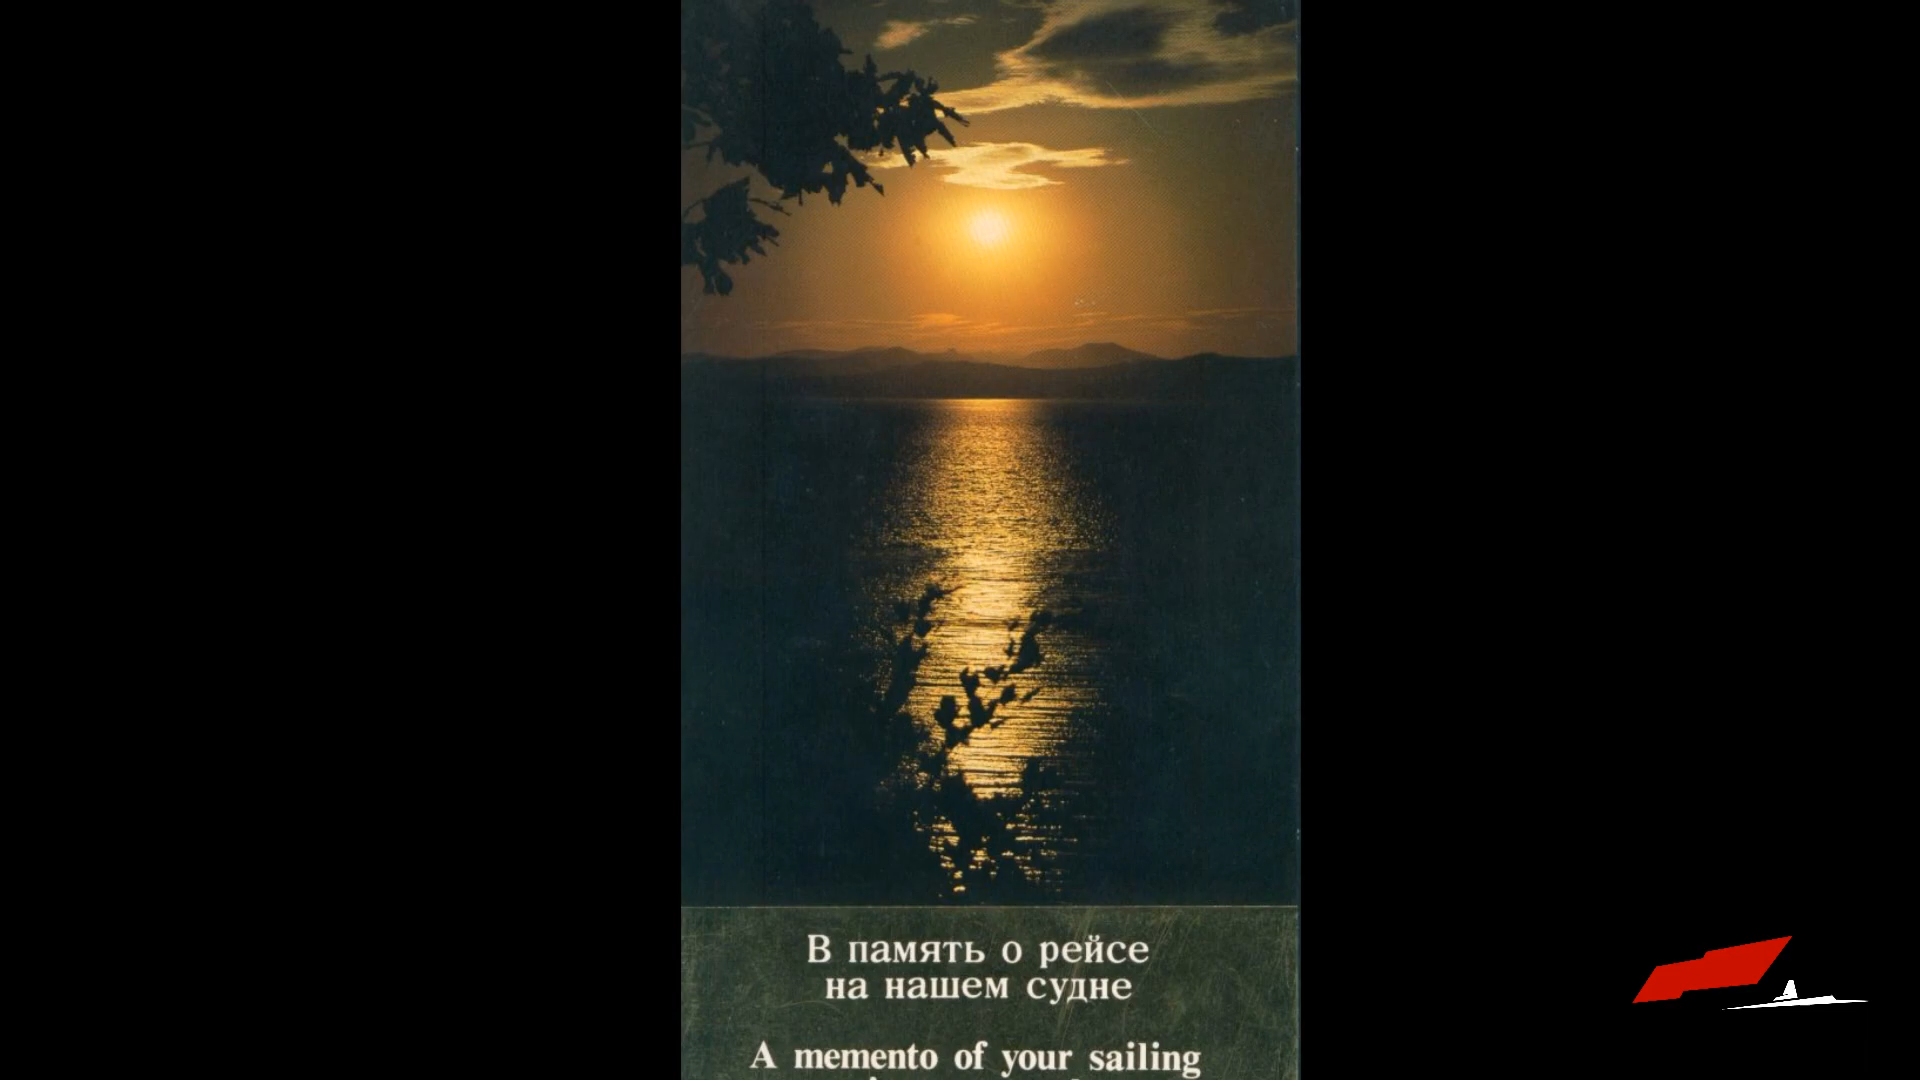 В память о рейсе
на нашем судне
A memento of your sailing